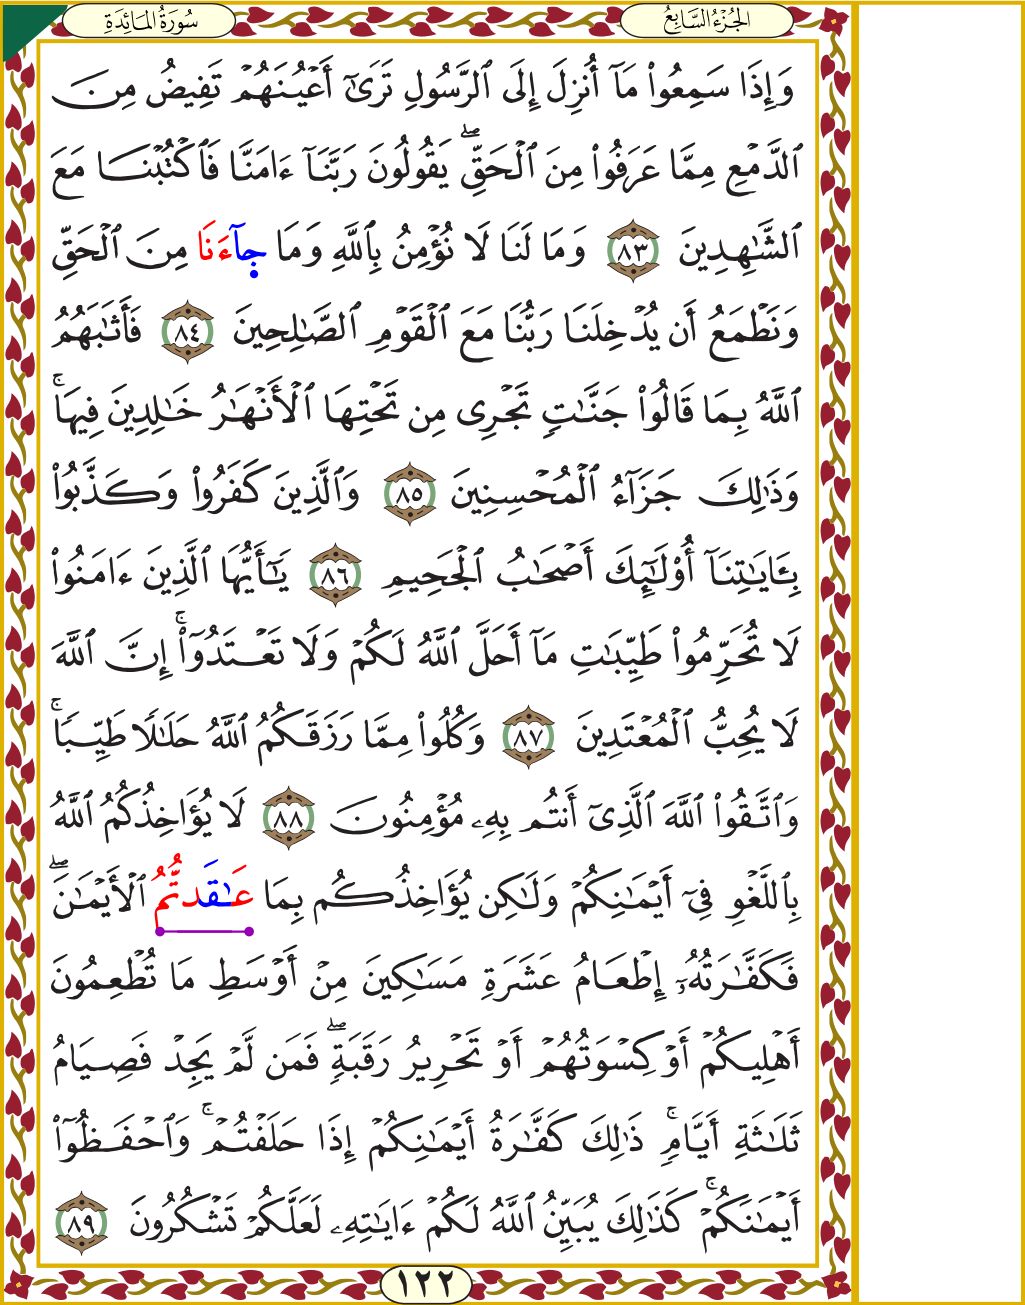 الجُزْءُ السَّابِعُ
سُورَةُ المَائِدَةِ
وَإِذَا سَمِعُوا۟ مَآ أُنزِلَ إِلَى ٱلرَّسُولِ تَرَىٰٓ أَعْيُنَهُمْ تَفِيضُ مِنَ
ٱلدَّمْعِ مِمَّا عَرَفُوا۟ مِنَ ٱلْحَقِّ ۖ يَقُولُونَ رَبَّنَآ ءَامَنَّا فَٱكْتُبْنَا مَعَ
ٱلشَّٰهِدِينَ ٨٣ وَمَا لَنَا لَا نُؤْمِنُ بِٱللَّهِ وَمَا جِآءَنَا مِنَ ٱلْحَقِّ
وَنَطْمَعُ أَن يُدْخِلَنَا رَبُّنَا مَعَ ٱلْقَوْمِ ٱلصَّٰلِحِينَ ٨٤ فَأَثَٰبَهُمُ
ٱللَّهُ بِمَا قَالُوا۟ جَنَّٰتٍ تَجْرِى مِن تَحْتِهَا ٱلْأَنْهَٰرُ خَٰلِدِينَ فِيهَا ۚ
وَذَٰلِكَ جَزَآءُ ٱلْمُحْسِنِينَ ٨٥ وَٱلَّذِينَ كَفَرُوا۟ وَكَذَّبُوا۟
بِـَٔايَٰتِنَآ أُو۟لَٰٓئِكَ أَصْحَٰبُ ٱلْجَحِيمِ ٨٦ يَٰٓأَيُّهَا ٱلَّذِينَ ءَامَنُوا۟
لَا تُحَرِّمُوا۟ طَيِّبَٰتِ مَآ أَحَلَّ ٱللَّهُ لَكُمْ وَلَا تَعْتَدُوٓا۟ ۚ إِنَّ ٱللَّهَ
لَا يُحِبُّ ٱلْمُعْتَدِينَ ٨٧ وَكُلُوا۟ مِمَّا رَزَقَكُمُ ٱللَّهُ حَلَٰلًا طَيِّبًا ۚ
وَٱتَّقُوا۟ ٱللَّهَ ٱلَّذِىٓ أَنتُم بِهِۦ مُؤْمِنُونَ ٨٨ لَا يُؤَاخِذُكُمُ ٱللَّهُ
بِٱللَّغْوِ فِىٓ أَيْمَٰنِكُمْ وَلَٰكِن يُؤَاخِذُكُم بِمَا عَٰقَدتُّمُ ٱلْأَيْمَٰنَ ۖ
فَكَفَّٰرَتُهُۥٓ إِطْعَامُ عَشَرَةِ مَسَٰكِينَ مِنْ أَوْسَطِ مَا تُطْعِمُونَ
أَهْلِيكُمْ أَوْ كِسْوَتُهُمْ أَوْ تَحْرِيرُ رَقَبَةٍ ۖ فَمَن لَّمْ يَجِدْ فَصِيَامُ
ثَلَٰثَةِ أَيَّامٍ ۚ ذَٰلِكَ كَفَّٰرَةُ أَيْمَٰنِكُمْ إِذَا حَلَفْتُمْ ۚ وَٱحْفَظُوٓا۟
أَيْمَٰنَكُمْ ۚ كَذَٰلِكَ يُبَيِّنُ ٱللَّهُ لَكُمْ ءَايَٰتِهِۦ لَعَلَّكُمْ تَشْكُرُونَ ٨٩
١٢٢